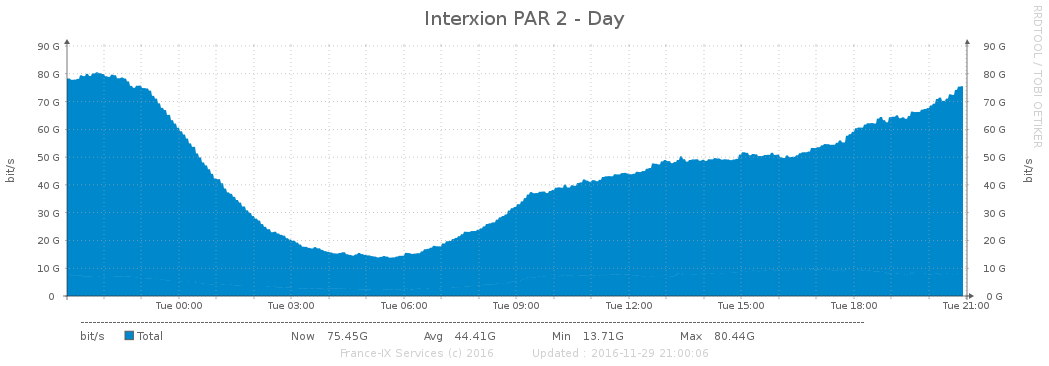 Interxion PAR 2 - Day
RRDTOOL / TOBI OETIKER
90 G 90 G
80 G 80 G
70 G 70 G
60 G 60 G
50 G 50 G
40 G 40 G
30 G 30 G
20 G 20 G
10 G 10 G
0 0 G
bit/s bit/s
Tue 00:00 Tue 03:00 Tue 06:00 Tue 09:00 Tue 12:00 Tue 15:00 Tue 18:00 Tue 21:00
bit/s Total Now 75.45G Avg 44.41G Min 13.71G Max 80.44G
France-IX Services (c) 2016 Updated : 2016-11-29 21:00:06